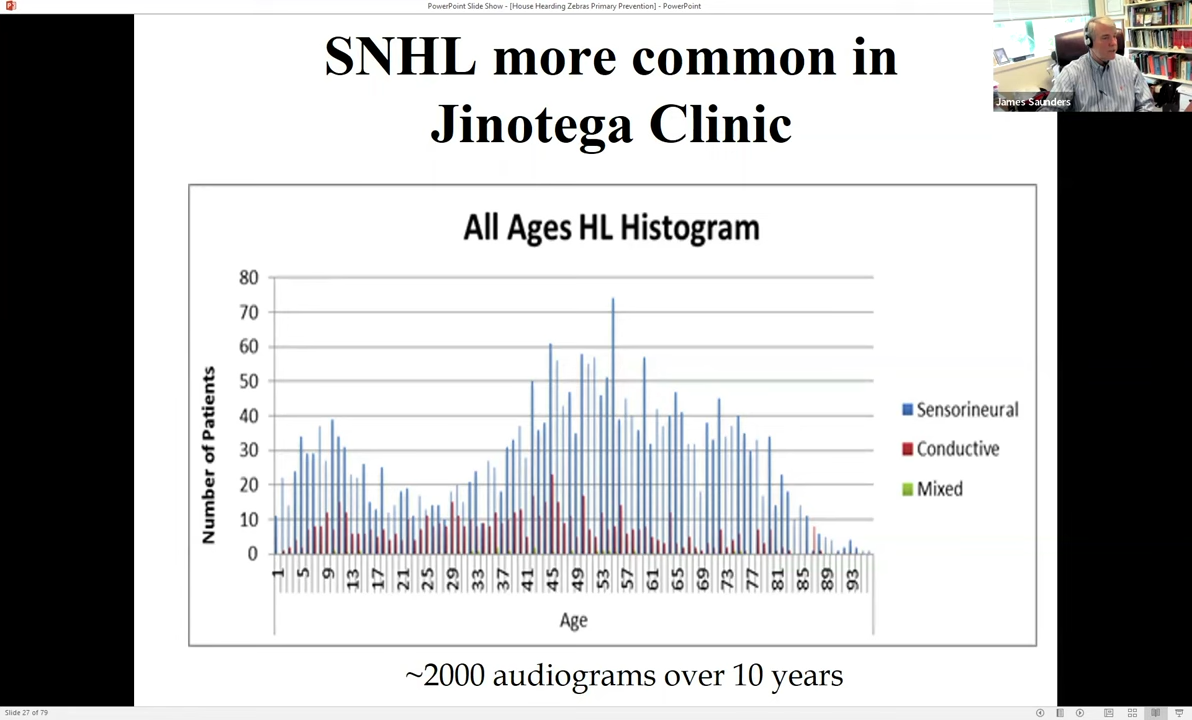 PowerPoint Slide Show - [House Hearding Zebras Primary Prevention] - PowerPoint
SNHL more common in
Jinotega Clinic
James Saunders
All Ages HL Histogram
Number of Patients
80
70
60
50
40
30
20
10
0
1 5 9 13 17 21 25 29 33 37 41 45 49 53 57 61 65 69 73 77 81 85 89 93
Age
Sensorineural
Conductive
Mixed
~2000 audiograms over 10 years
Slide 27 of 79